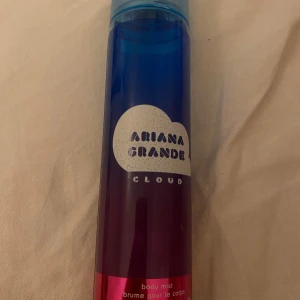 ARIANA
GRANDE
CLOUD
body mist
brume pour le corps